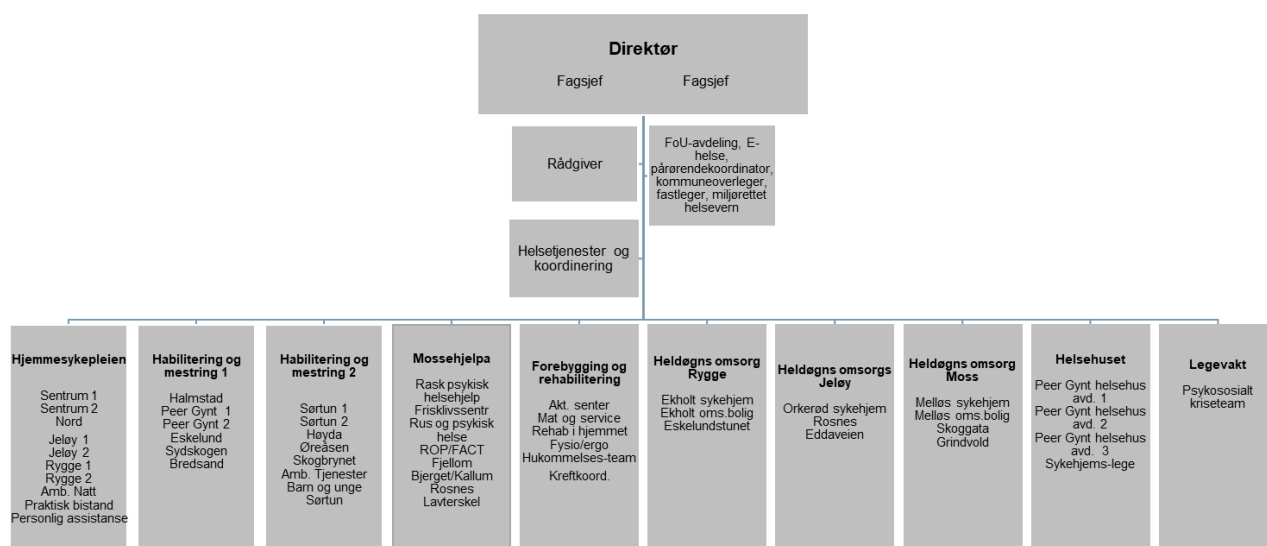 Direktør
Fagsjef Fagsjef
Rådgiver
FoU-avdeling, E-
helse,
pårørendekoordinator,
kommuneoverleger,
fastleger, miljørettet
helsevern
Helsetjenester og
koordinering
Hjemmesykepleien
Sentrum 1
Sentrum 2
Nord
Jeløy 1
Jeløy 2
Rygge 1
Rygge 2
Amb. Natt
Praktisk bistand
Personlig assistanse
Habilitering og
mestring 1
Halmstad
Peer Gynt 1
Peer Gynt 2
Eskelund
Sydskogen
Bredsand
Habilitering og
mestring 2
Sørtun 1
Sørtun 2
Høyda
Øreåsen
Skogbrynet
Amb. Tjenester
Barn og unge
Sørtun
Mossehjelpa
Rask psykisk
helsehjelp
Frisklivssentr
Rus og psykisk
helse
ROP/FACT
Fjellom
Bjerget/Kallum
Rosnes
Lavterskel
Forebygging og
rehabilitering
Akt. senter
Mat og service
Rehab i hjemmet
Fysio/ergo
Hukommelses-team
Kreftkoord.
Heldøgns omsorg
Rygge
Ekholt sykehjem
Ekholt oms.bolig
Eskelundstunet
Heldøgns omsorgs
Jeløy
Orkerød sykehjem
Rosnes
Eddaveien
Heldøgns omsorg
Moss
Melløs sykehjem
Melløs oms.bolig
Skoggata
Grindvold
Helsehuset
Peer Gynt helsehus
avd. 1
Peer Gynt helsehus
avd. 2
Peer Gynt helsehus
avd. 3
Sykehjems-lege
Legevakt
Psykososialt
kriseteam